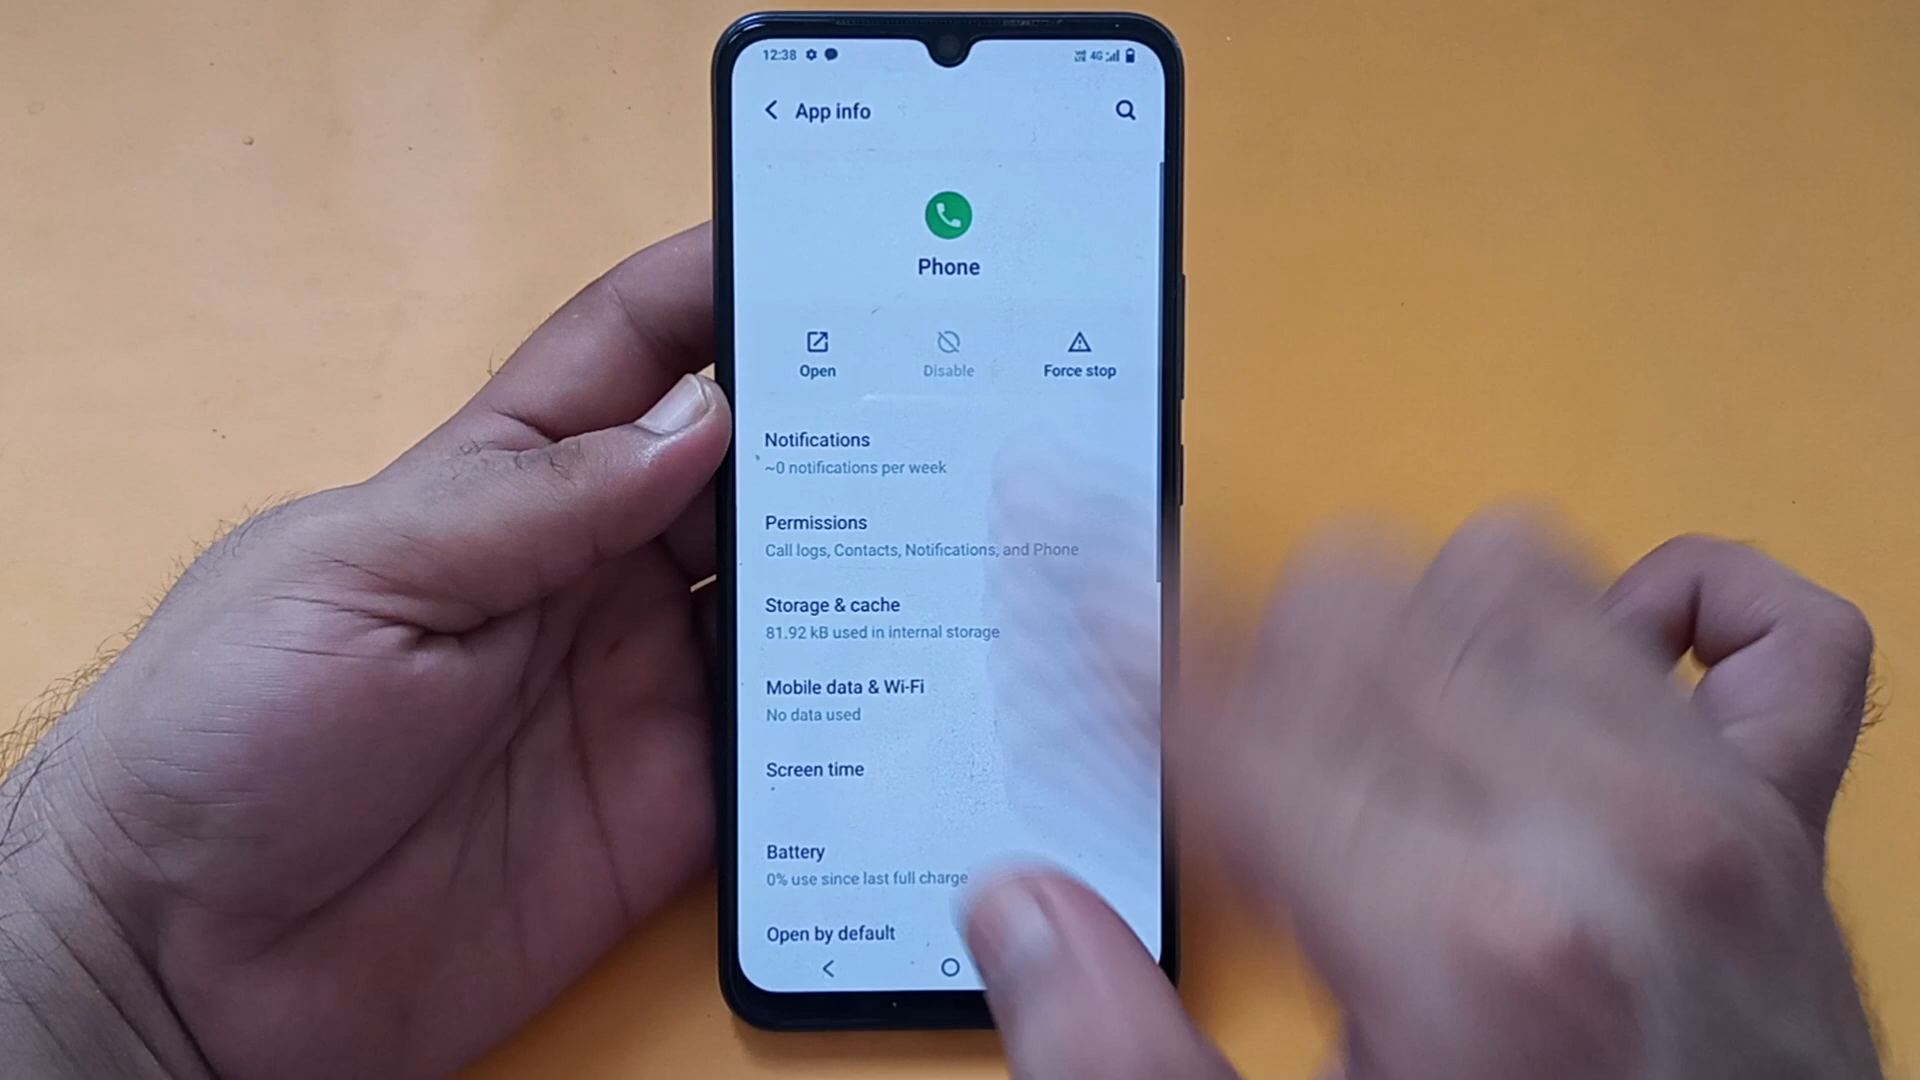 12:38
4G
App info
Phone
Open
Disable
Force stop
Notifications
~0 notifications per week
Permissions
Call logs, Contacts, Notifications, and Phone
Storage & cache
81.92 kB used in internal storage
Mobile data & Wi-Fi
No data used
Screen time
Battery
0% use since last full charge
Open by default